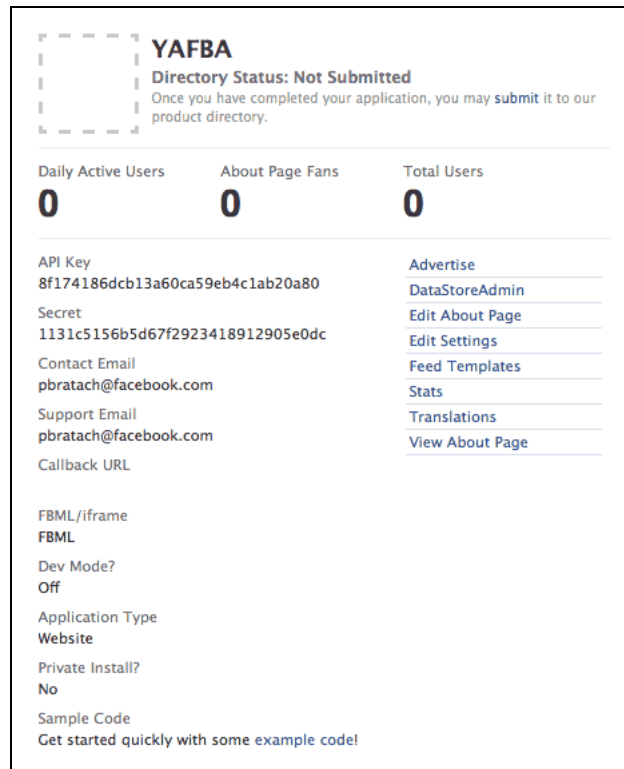 YAFBA
Directory Status: Not Submitted
Once you have completed your application, you may submit it to our
product directory.
Daily Active Users About Page Fans Total Users
0 0 0
API Key
8f174186dcb13a60ca59eb4c1ab20a80
Secret
1131c5156b5d67f2923418912905e0dc
Contact Email
pbratach@facebook.com
Support Email
pbratach@facebook.com
Callback URL
FBML/iframe
FBML
Dev Mode?
Off
Application Type
Website
Private Install?
No
Sample Code
Get started quickly with some example code!
Advertise
DataStoreAdmin
Edit About Page
Edit Settings
Feed Templates
Stats
Translations
View About Page